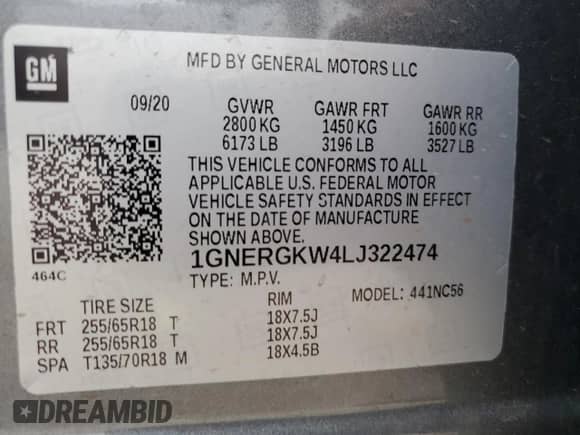 GM
MFD BY GENERAL MOTORS LLC
09/20 GVWR GAWR FRT GAWR RR
2800 KG 1450 KG 1600 KG
6173 LB 3196 LB 3527 LB
THIS VEHICLE CONFORMS TO ALL
APPLICABLE U.S. FEDERAL MOTOR
VEHICLE SAFETY STANDARDS IN EFFECT
ON THE DATE OF MANUFACTURE
SHOWN ABOVE.
464C
1GNERGKW4LJ322474
TYPE: M.P.V.
MODEL: 441NC56
TIRE SIZE RIM
FRT 255/65R18 T 18X7.5J
RR 255/65R18 T 18X7.5J
SPA T135/70R18 M 18X4.5B
DREAMBID